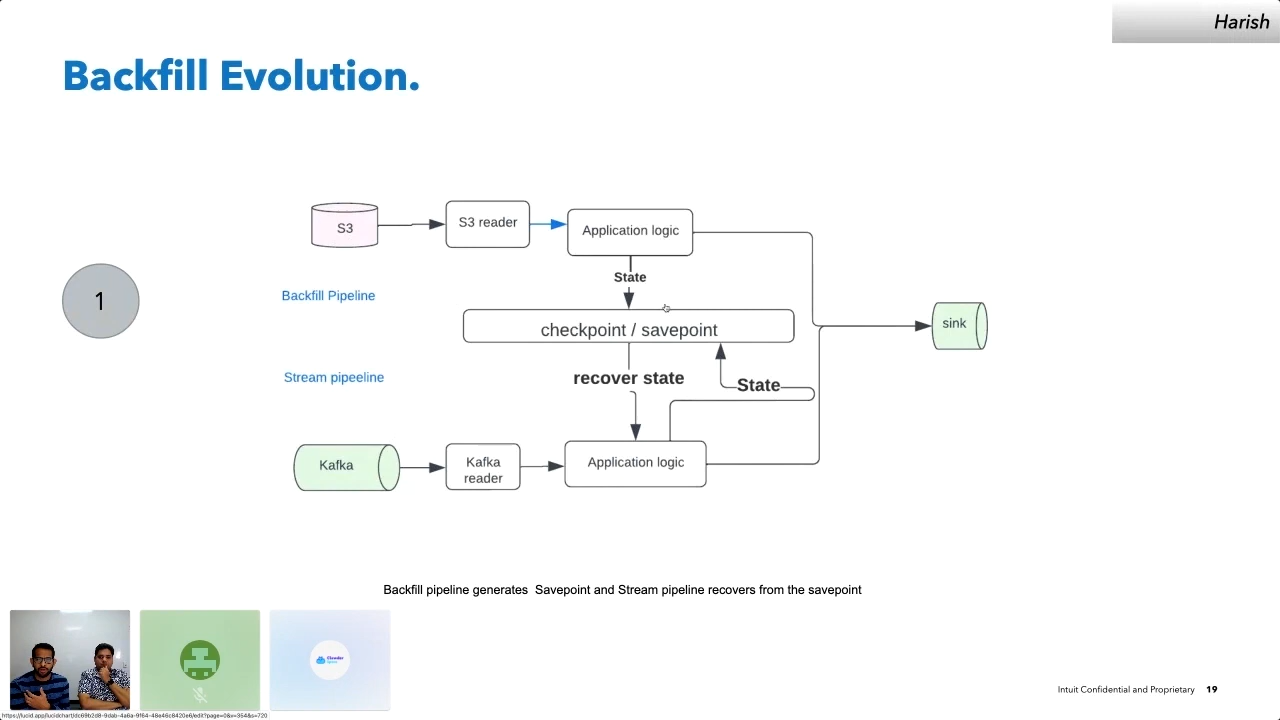 Harish
Backfill Evolution.
S3
S3 reader
Application logic
State
1
Backfill Pipeline
checkpoint / savepoint
sink
Stream pipeeline
recover state
State
Kafka
Kafka
reader
Application logic
Backfill pipeline generates Savepoint and Stream pipeline recovers from the savepoint
Intuit Confidential and Proprietary 19